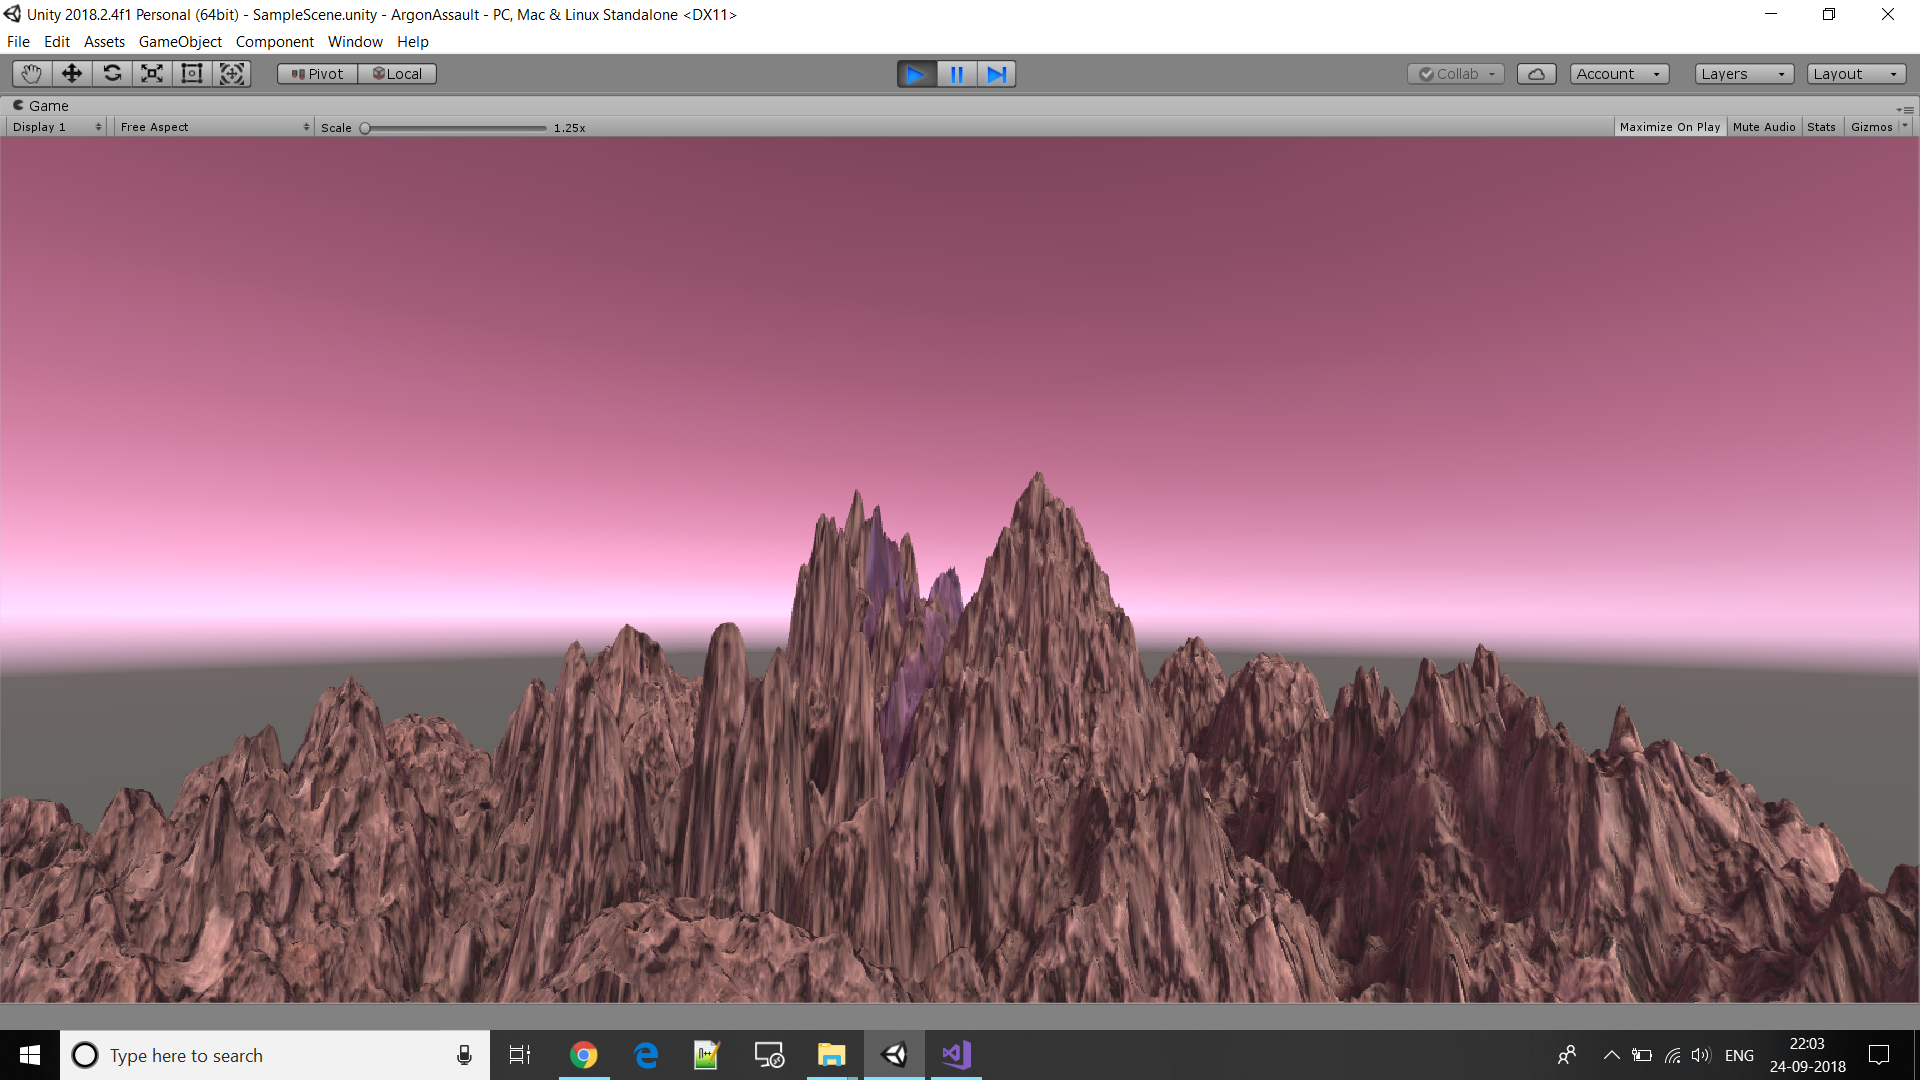 Unity 2018.2.4f1 Personal (64bit) - SampleScene.unity - ArgonAssault - PC, Mac & Linux Standalone <DX11>
File Edit Assets GameObject Component Window Help
Pivot Local Collab Account Layers Layout
Game
Display 1 Free Aspect Scale 1.25x Maximize On Play Mute Audio Stats Gizmos
Type here to search
ENG
22:03
24-09-2018